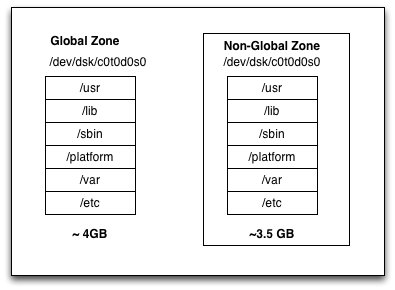 Global Zone
/dev/dsk/c0t0d0s0
/usr
/lib
/sbin
/platform
/var
/etc
~ 4GB
Non-Global Zone
/dev/dsk/c0t0d0s0
/usr
/lib
/sbin
/platform
/var
/etc
~3.5 GB